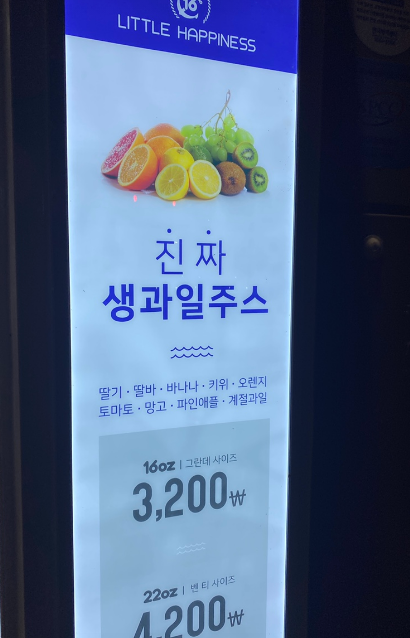 16
LITTLE HAPPINESS
진짜
생과일주스
딸기 · 딸바 · 바나나 · 키위 · 오렌지
토마토 · 망고 · 파인애플 · 계절과일
16oz | 그란데 사이즈
3,200₩
22oz | 벤티 사이즈
4,200₩